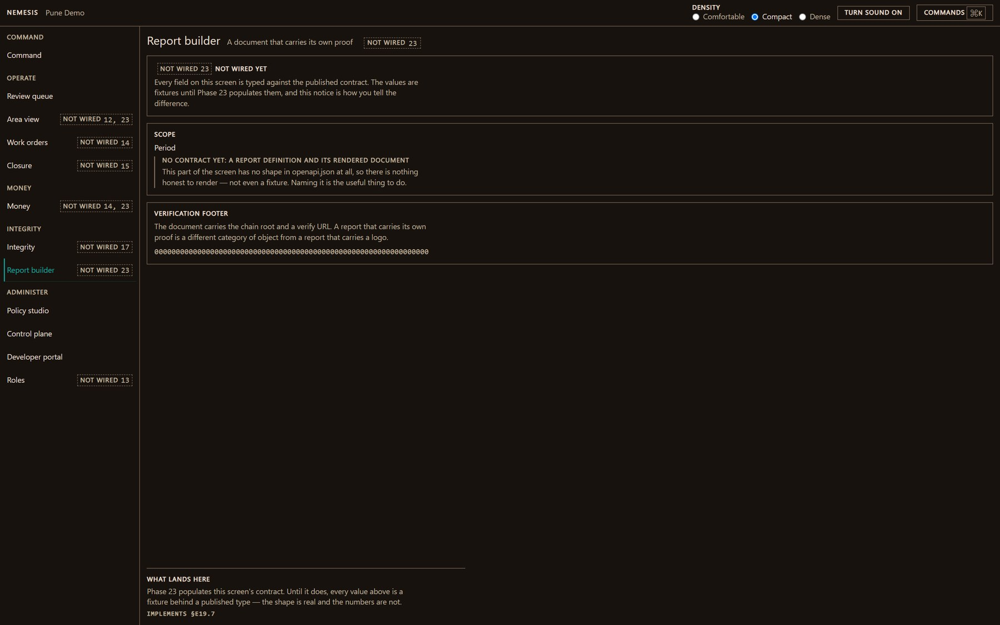 NEMESIS Pune Demo
DENSITY
Comfortable Compact Dense
TURN SOUND ON
COMMANDS ⌘K
COMMAND
Command
OPERATE
Review queue
Area view NOT WIRED 12, 23
Work orders NOT WIRED 14
Closure NOT WIRED 15
MONEY
Money NOT WIRED 14, 23
INTEGRITY
Integrity NOT WIRED 17
Report builder NOT WIRED 23
ADMINISTER
Policy studio
Control plane
Developer portal
Roles NOT WIRED 13
Report builder A document that carries its own proof NOT WIRED 23
NOT WIRED 23 NOT WIRED YET
Every field on this screen is typed against the published contract. The values are
fixtures until Phase 23 populates them, and this notice is how you tell the
difference.
SCOPE
Period
NO CONTRACT YET: A REPORT DEFINITION AND ITS RENDERED DOCUMENT
This part of the screen has no shape in openapi.json at all, so there is nothing
honest to render — not even a fixture. Naming it is the useful thing to do.
VERIFICATION FOOTER
The document carries the chain root and a verify URL. A report that carries its own
proof is a different category of object from a report that carries a logo.
0000000000000000000000000000000000000000000000000000000000000000
WHAT LANDS HERE
Phase 23 populates this screen's contract. Until it does, every value above is a
fixture behind a published type — the shape is real and the numbers are not.
IMPLEMENTS §E19.7